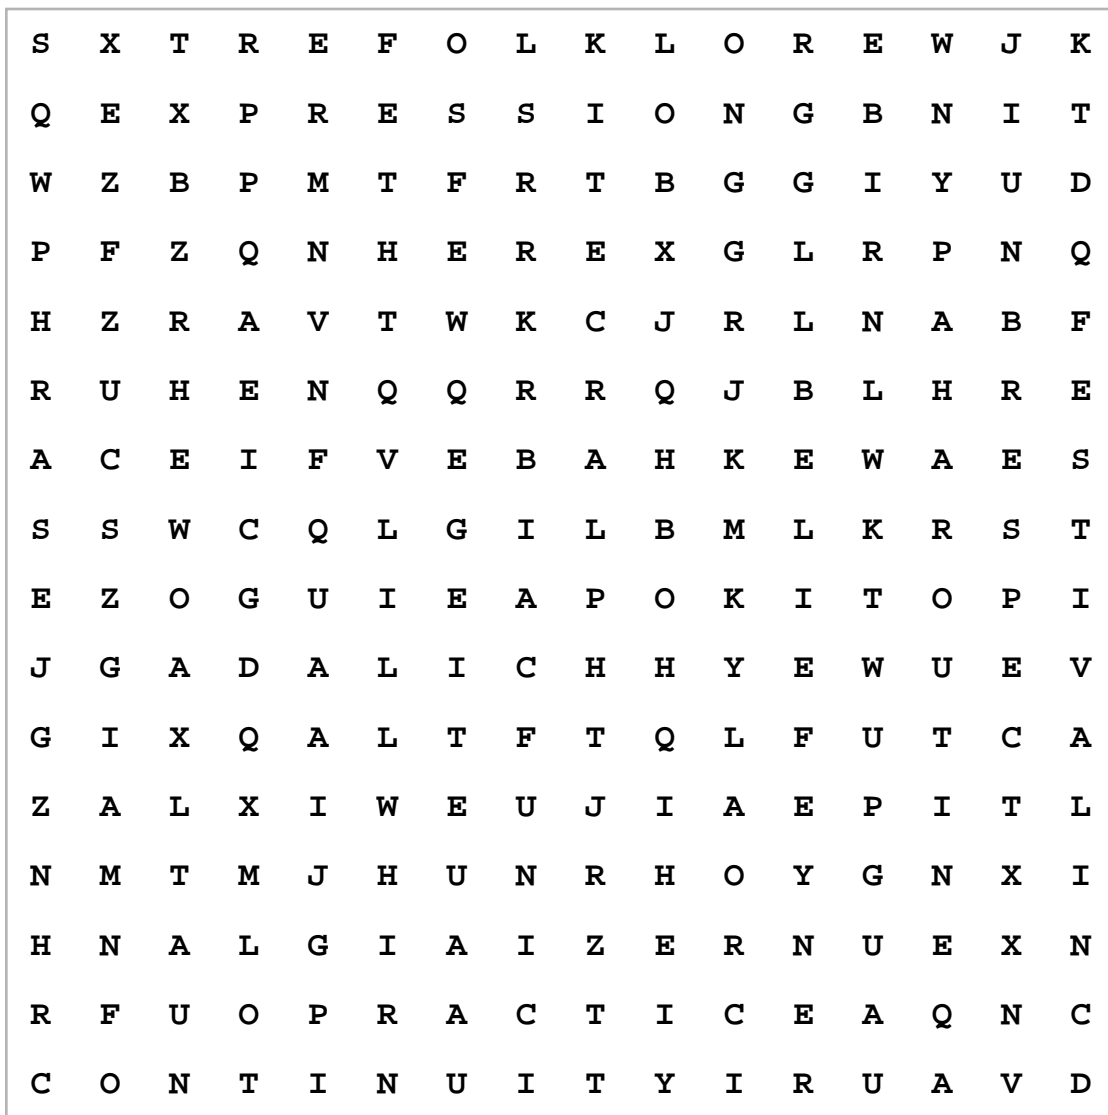 S X T R E F O L K L O R E W J K
Q E X P R E S S I O N G B N I T
W Z B P M T F R T B G G I Y U D
P F Z Q N H E R E X G L R P N Q
H Z R A V T W K C J R L N A B F
R U H E N Q Q R R Q J B L H R E
A C E I F V E B A H K E W A E S
S S W C Q L G I L B M L K R S T
E Z O G U I E A P O K I T O P I
J G A D A L I C H H Y E W U E V
G I X Q A L T F T Q L F U T C A
Z A L X I W E U J I A E P I T L
N M T M J H U N R H O Y G N X I
H N A L G I A I Z E R N U E X N
R F U O P R A C T I C E A Q N C
C O N T I N U I T Y I R U A V D